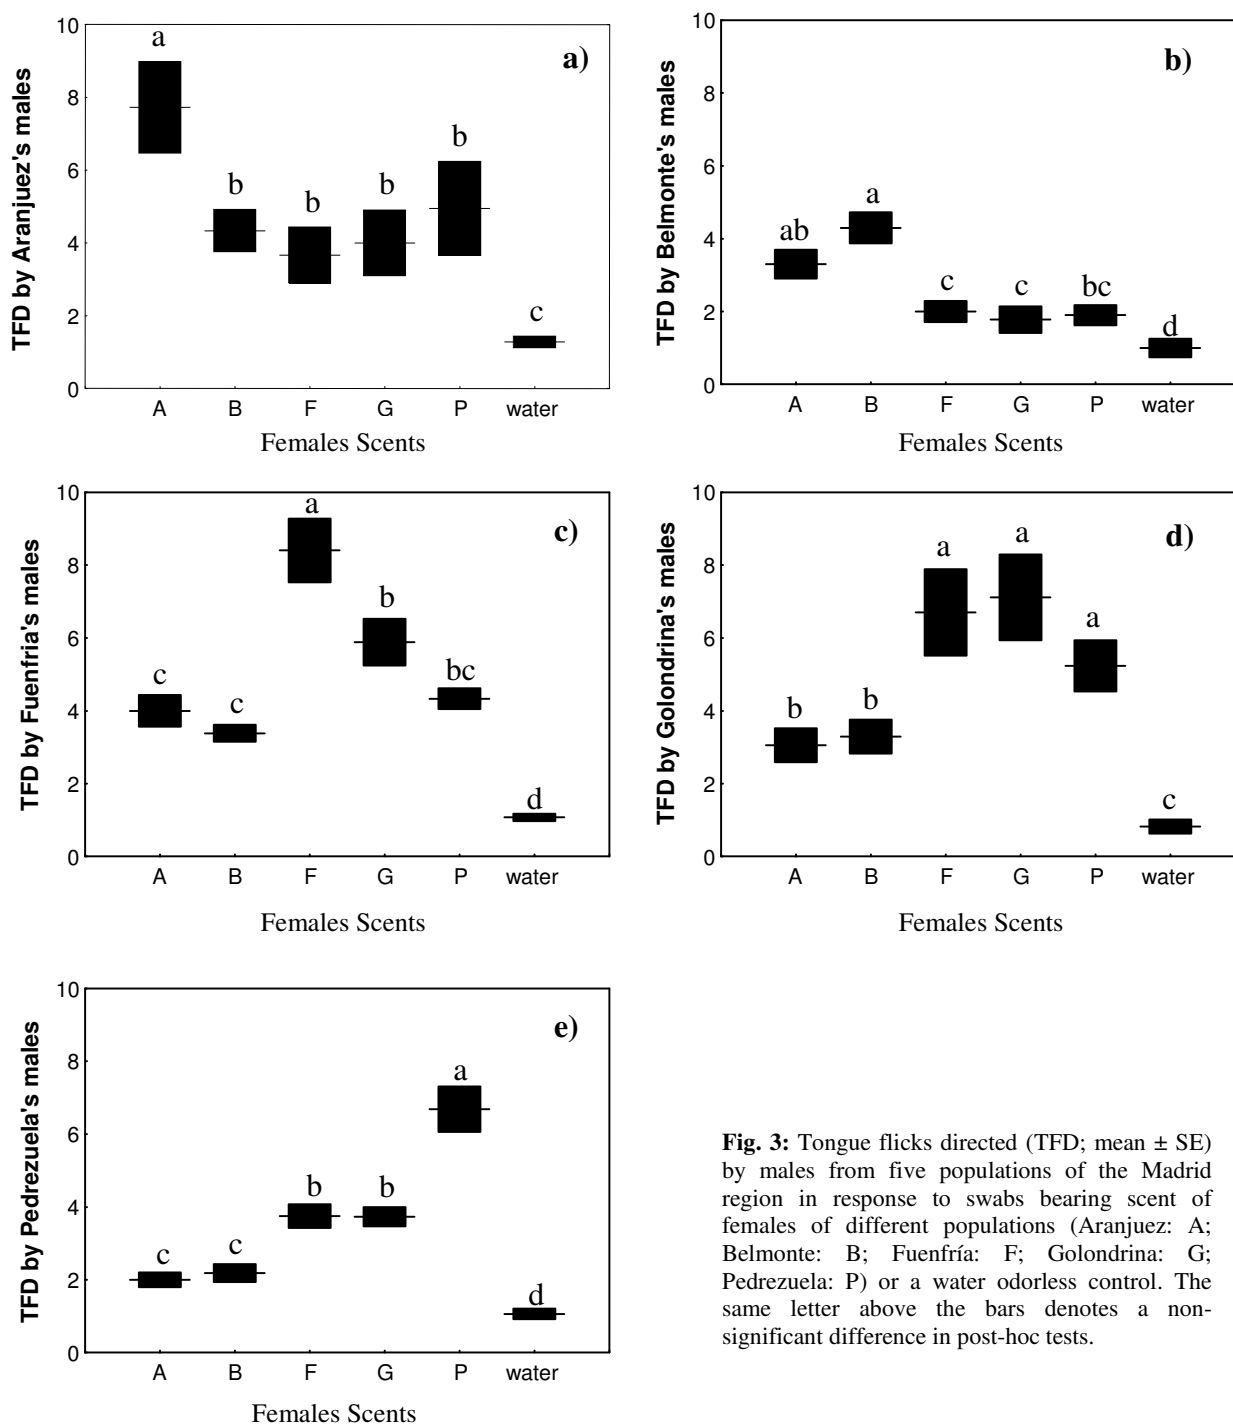 TFD by Aranjuez's males
10
8
6
4
2
0
a)
a
b
b
b
b
c
A B F G P water
Females Scents
TFD by Belmonte's males
10
8
6
4
2
0
b)
ab
a
c
c
bc
d
A B F G P water
Females Scents
TFD by Fuenfria's males
10
8
6
4
2
0
c)
c
c
a
b
bc
d
A B F G P water
Females Scents
TFD by Golondrina's males
10
8
6
4
2
0
d)
b
b
a
a
a
c
A B F G P water
Females Scents
TFD by Pedrezuela's males
10
8
6
4
2
0
e)
c
c
b
b
a
d
A B F G P water
Females Scents
Fig. 3: Tongue flicks directed (TFD; mean ± SE)
by males from five populations of the Madrid
region in response to swabs bearing scent of
females of different populations (Aranjuez: A;
Belmonte: B; Fuenfría: F; Golondrina: G;
Pedrezuela: P) or a water odorless control. The
same letter above the bars denotes a non-
significant difference in post-hoc tests.